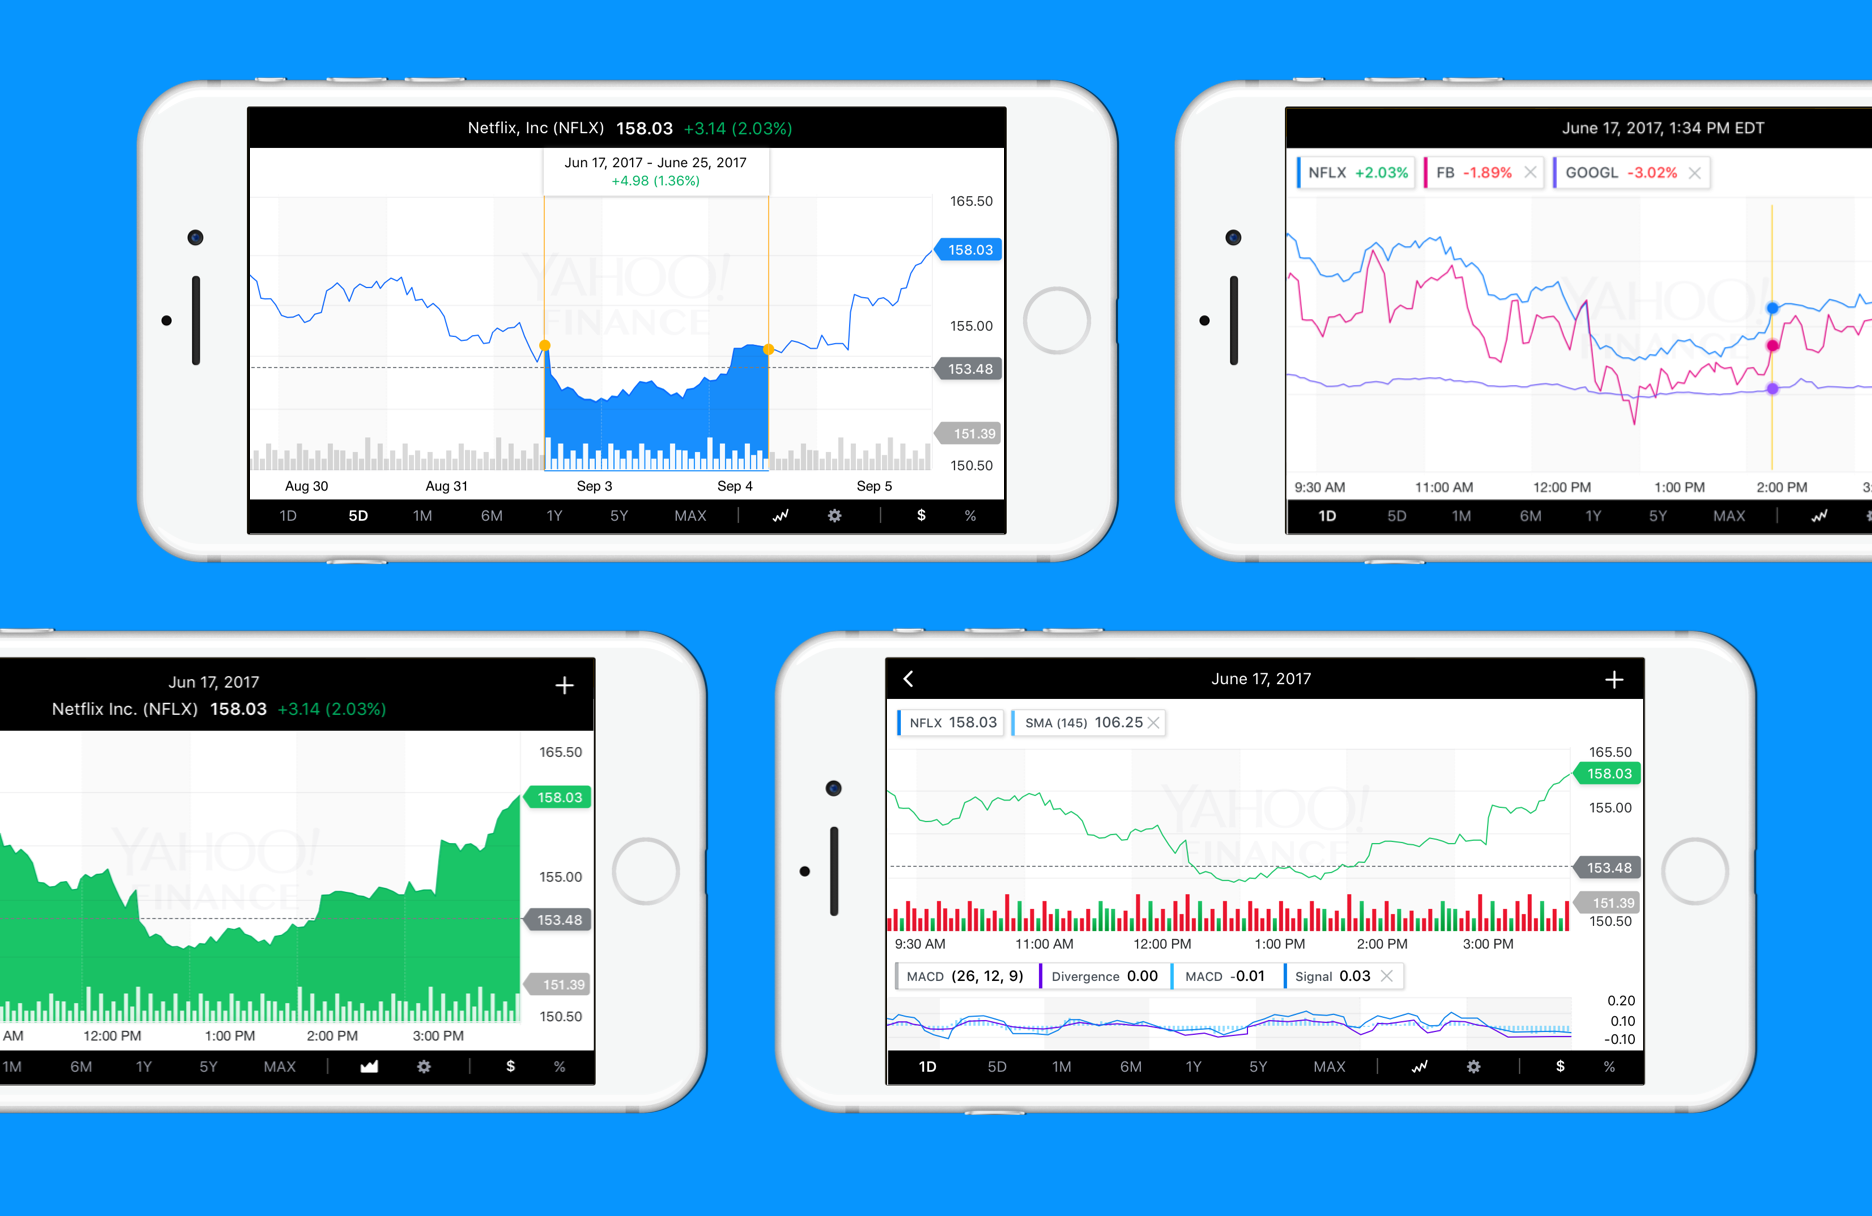 Netflix, Inc (NFLX) 158.03 +3.14 (2.03%)
Jun 17, 2017 - June 25, 2017
+4.98 (1.36%)
YAHOO!
FINANCE
165.50
158.03
155.00
153.48
151.39
150.50
Aug 30 Aug 31 Sep 3 Sep 4 Sep 5
1D 5D 1M 6M 1Y 5Y MAX $ %
June 17, 2017, 1:34 PM EDT
NFLX +2.03% FB -1.89% GOOGL -3.02%
YAHOO!
FINANCE
9:30 AM 11:00 AM 12:00 PM 1:00 PM 2:00 PM 3:
1D 5D 1M 6M 1Y 5Y MAX
Jun 17, 2017
Netflix Inc. (NFLX) 158.03 +3.14 (2.03%)
YAHOO!
FINANCE
165.50
158.03
155.00
153.48
151.39
150.50
AM 12:00 PM 1:00 PM 2:00 PM 3:00 PM
1M 6M 1Y 5Y MAX $ %
June 17, 2017
NFLX 158.03 SMA (145) 106.25
YAHOO!
FINANCE
165.50
158.03
155.00
153.48
151.39
150.50
9:30 AM 11:00 AM 12:00 PM 1:00 PM 2:00 PM 3:00 PM
MACD (26, 12, 9) Divergence 0.00 MACD -0.01 Signal 0.03
0.20
0.10
-0.10
1D 5D 1M 6M 1Y 5Y MAX $ %